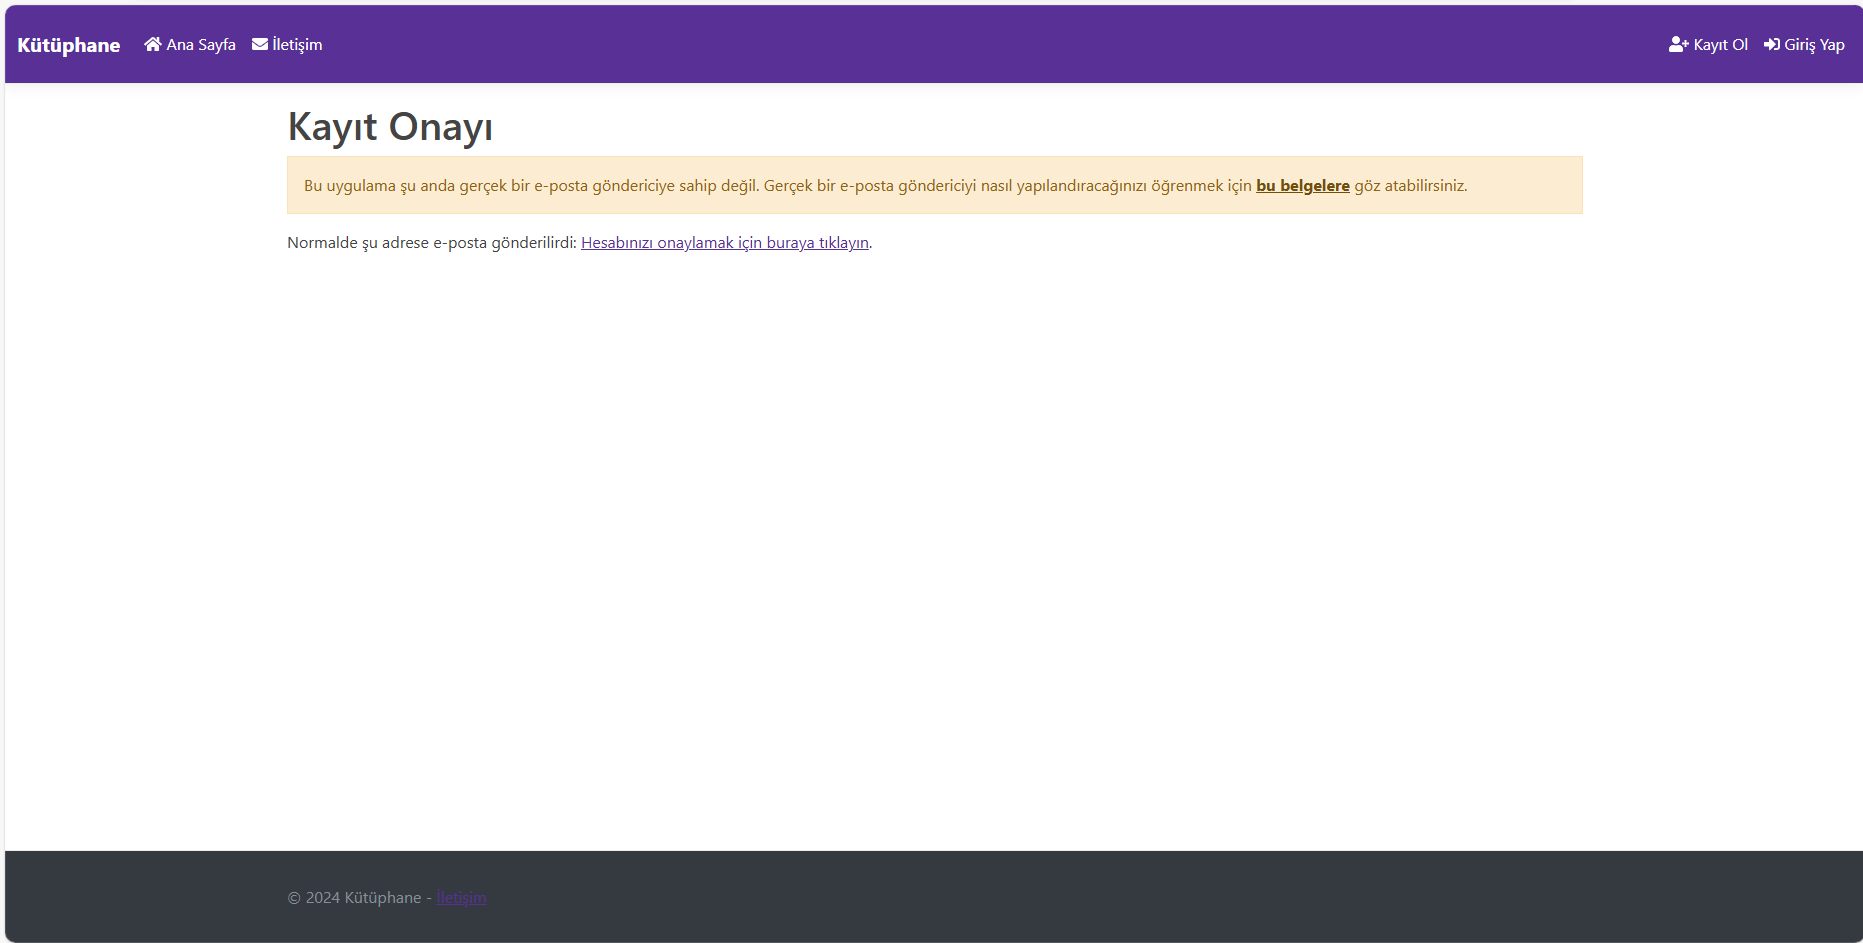 Kütüphane Ana Sayfa İletişim Kayıt Ol Giriş Yap
Kayıt Onayı
Bu uygulama şu anda gerçek bir e-posta göndericiye sahip değil. Gerçek bir e-posta göndericiyi nasıl yapılandıracağınızı öğrenmek için bu belgelere göz atabilirsiniz.
Normalde şu adrese e-posta gönderilirdi: Hesabınızı onaylamak için buraya tıklayın.
© 2024 Kütüphane - İletişim